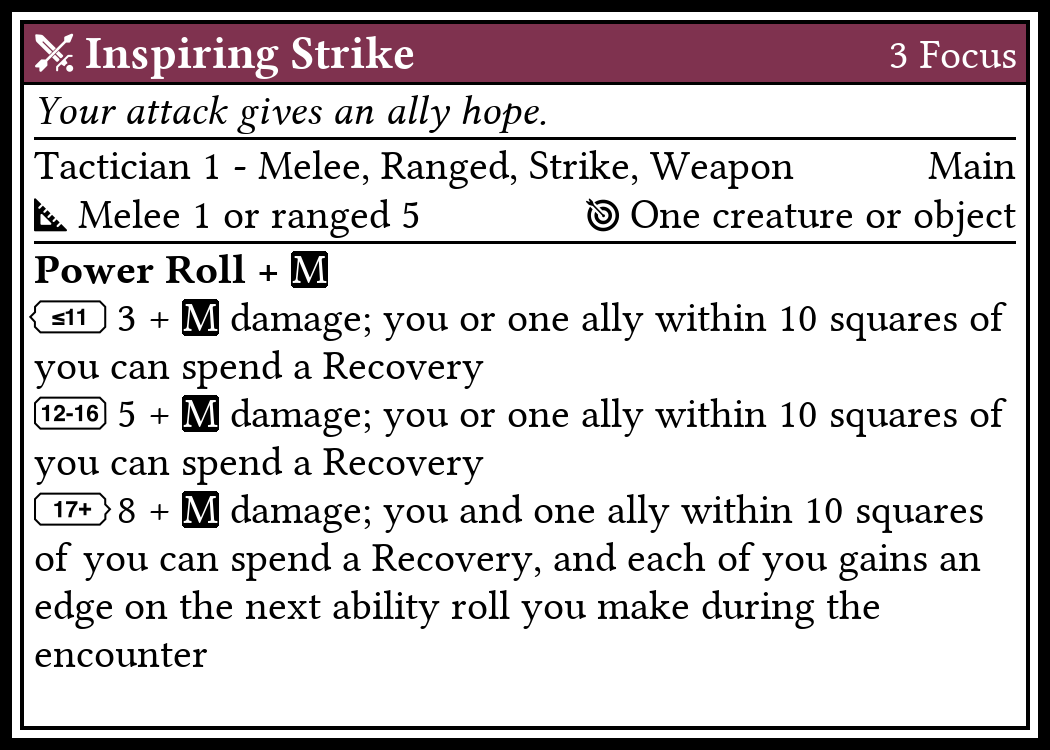 Inspiring Strike 3 Focus
Your attack gives an ally hope.
Tactician 1 - Melee, Ranged, Strike, Weapon Main
Melee 1 or ranged 5 One creature or object
Power Roll + M
≤11 3 + M damage; you or one ally within 10 squares of
you can spend a Recovery
12-16 5 + M damage; you or one ally within 10 squares of
you can spend a Recovery
17+ 8 + M damage; you and one ally within 10 squares
of you can spend a Recovery, and each of you gains an
edge on the next ability roll you make during the
encounter